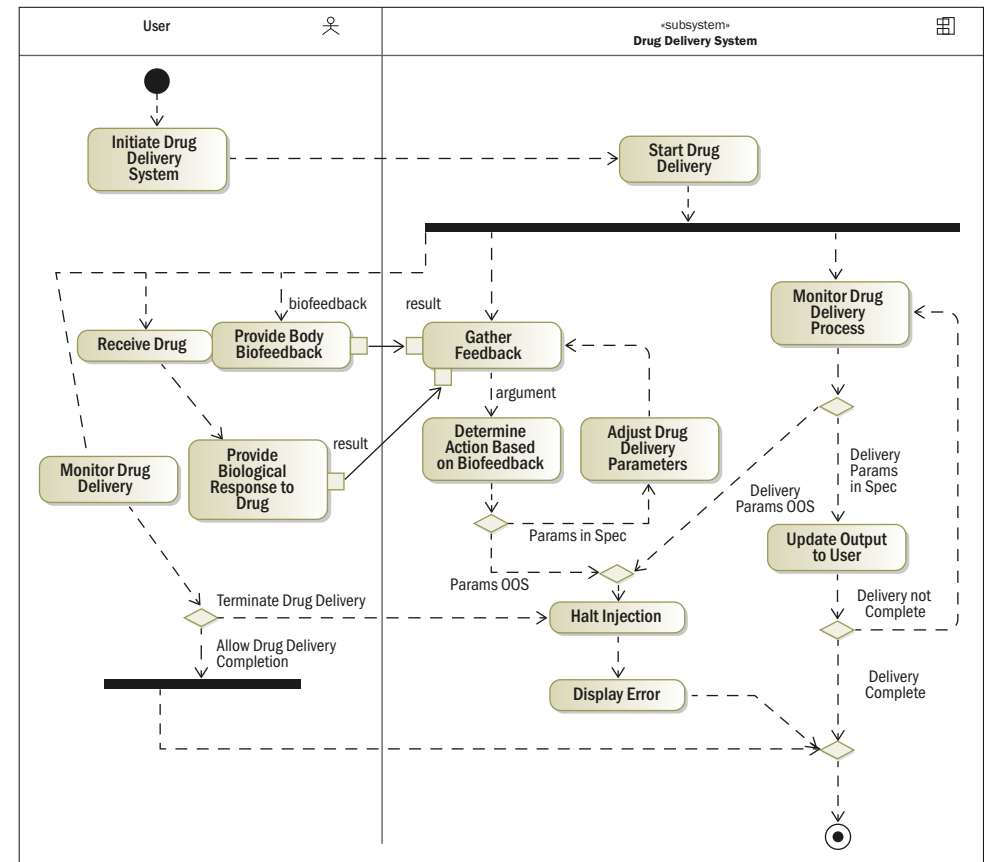 User
«subsystem»
Drug Delivery System
Initiate Drug
Delivery
System
Start Drug
Delivery
biofeedback
result
Monitor Drug
Delivery
Process
Receive Drug
Provide Body
Biofeedback
Gather
Feedback
argument
result
Monitor Drug
Delivery
Provide
Biological
Response to
Drug
Determine
Action Based
on Biofeedback
Adjust Drug
Delivery
Parameters
Delivery
Params
in Spec
Delivery
Params OOS
Params in Spec
Update Output
to User
Params OOS
Terminate Drug Delivery
Halt Injection
Delivery not
Complete
Allow Drug Delivery
Completion
Display Error
Delivery
Complete